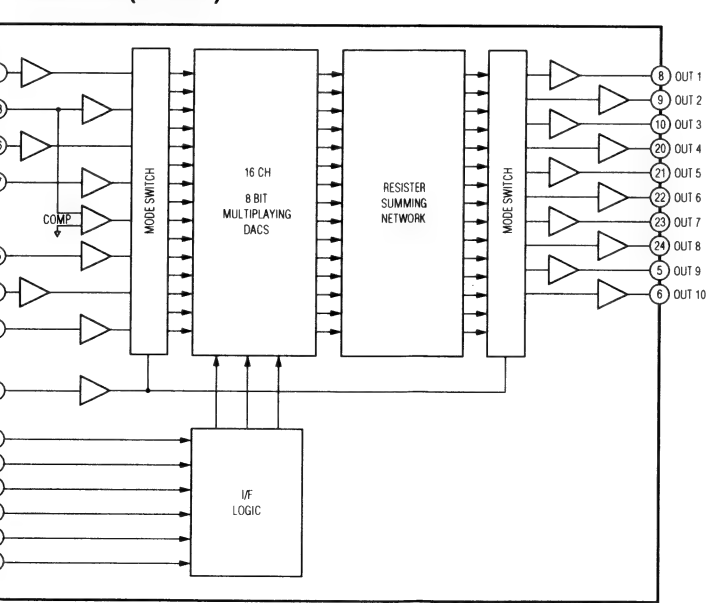 MODE SWITCH
16 CH
8 BIT
MULTIPLAYING
DACS
RESISTER
SUMMING
NETWORK
MODE SWITCH
COMP
I/F
LOGIC
8 OUT 1
9 OUT 2
10 OUT 3
20 OUT 4
21 OUT 5
22 OUT 6
23 OUT 7
24 OUT 8
5 OUT 9
6 OUT 10